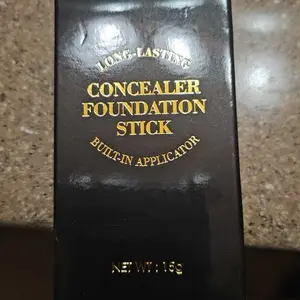 LONG-LASTING
CONCEALER
FOUNDATION
STICK
BUILT-IN APPLICATOR
NET WT : 15g